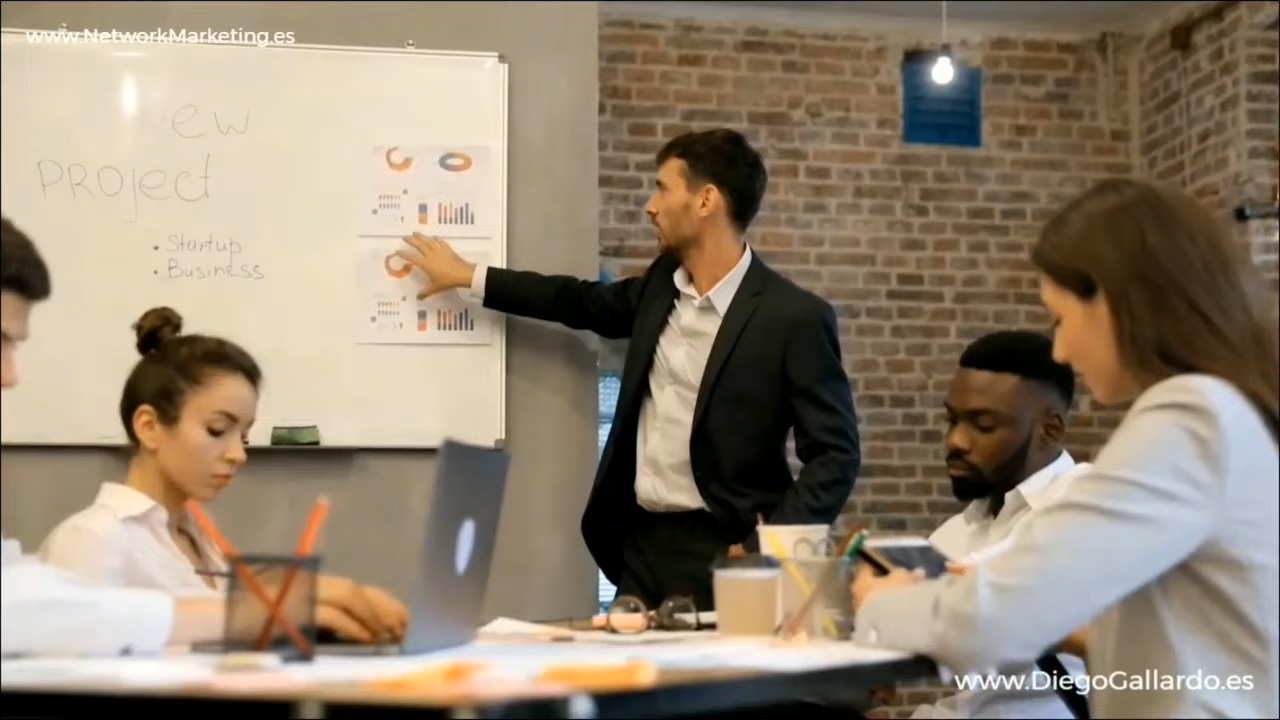 www.NetworkMarketing.es
ew
PROject
• Startup
• Business
www.DiegoGallardo.es